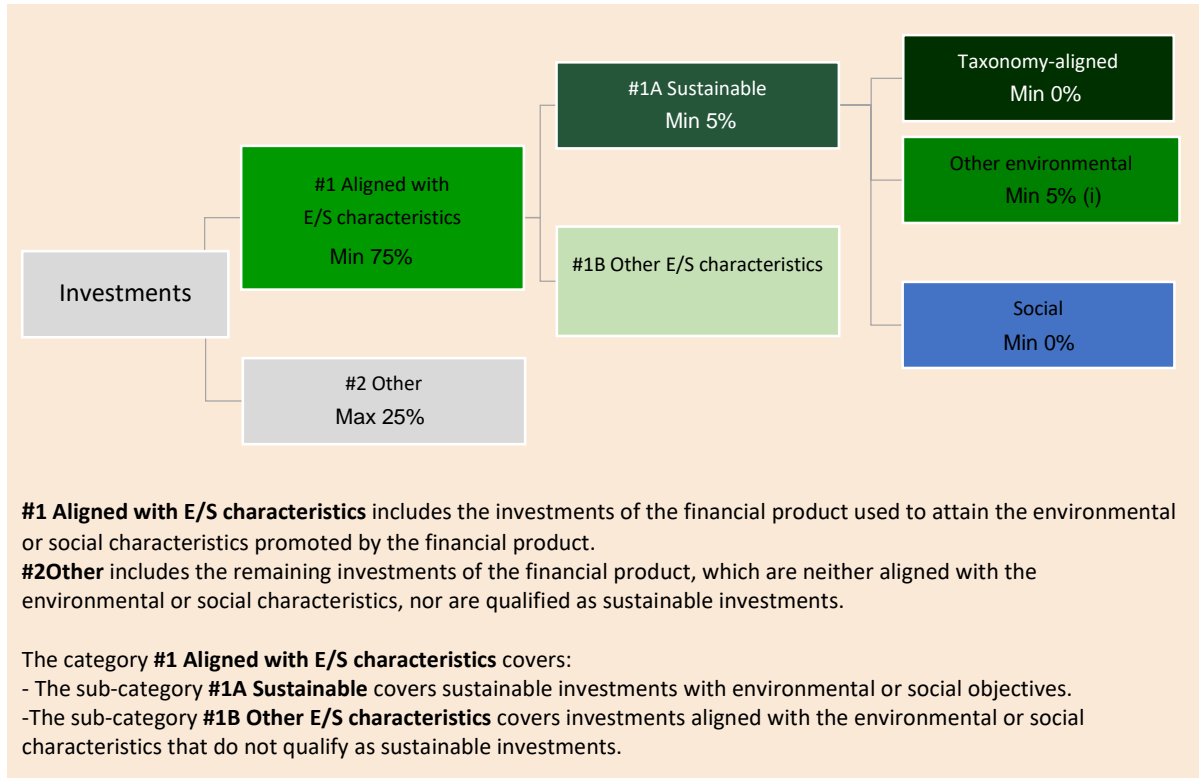 Investments
#1 Aligned with
E/S characteristics
Min 75%
#2 Other
Max 25%
#1A Sustainable
Min 5%
#1B Other E/S characteristics
Taxonomy-aligned
Min 0%
Other environmental
Min 5% (i)
Social
Min 0%
#1 Aligned with E/S characteristics includes the investments of the financial product used to attain the environmental
or social characteristics promoted by the financial product.
#2Other includes the remaining investments of the financial product, which are neither aligned with the
environmental or social characteristics, nor are qualified as sustainable investments.
The category #1 Aligned with E/S characteristics covers:
- The sub-category #1A Sustainable covers sustainable investments with environmental or social objectives.
-The sub-category #1B Other E/S characteristics covers investments aligned with the environmental or social
characteristics that do not qualify as sustainable investments.